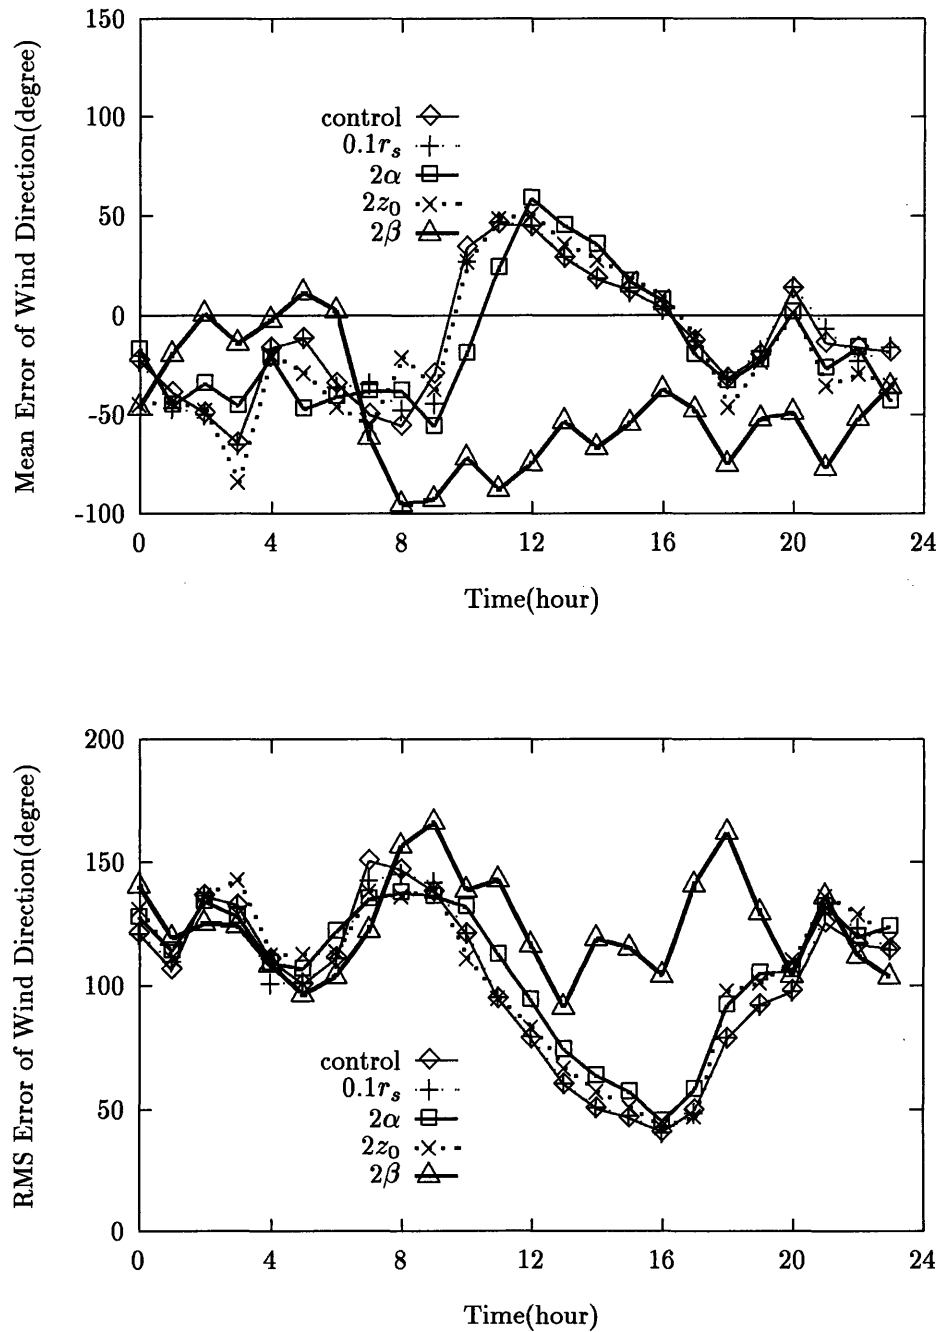 Mean Error of Wind Direction(degree)
150
100
50
0
-50
-100
control
0.1r_s
2α
2z_0
2β
0 4 8 12 16 20 24
Time(hour)
RMS Error of Wind Direction(degree)
200
150
100
50
0
control
0.1r_s
2α
2z_0
2β
0 4 8 12 16 20 24
Time(hour)